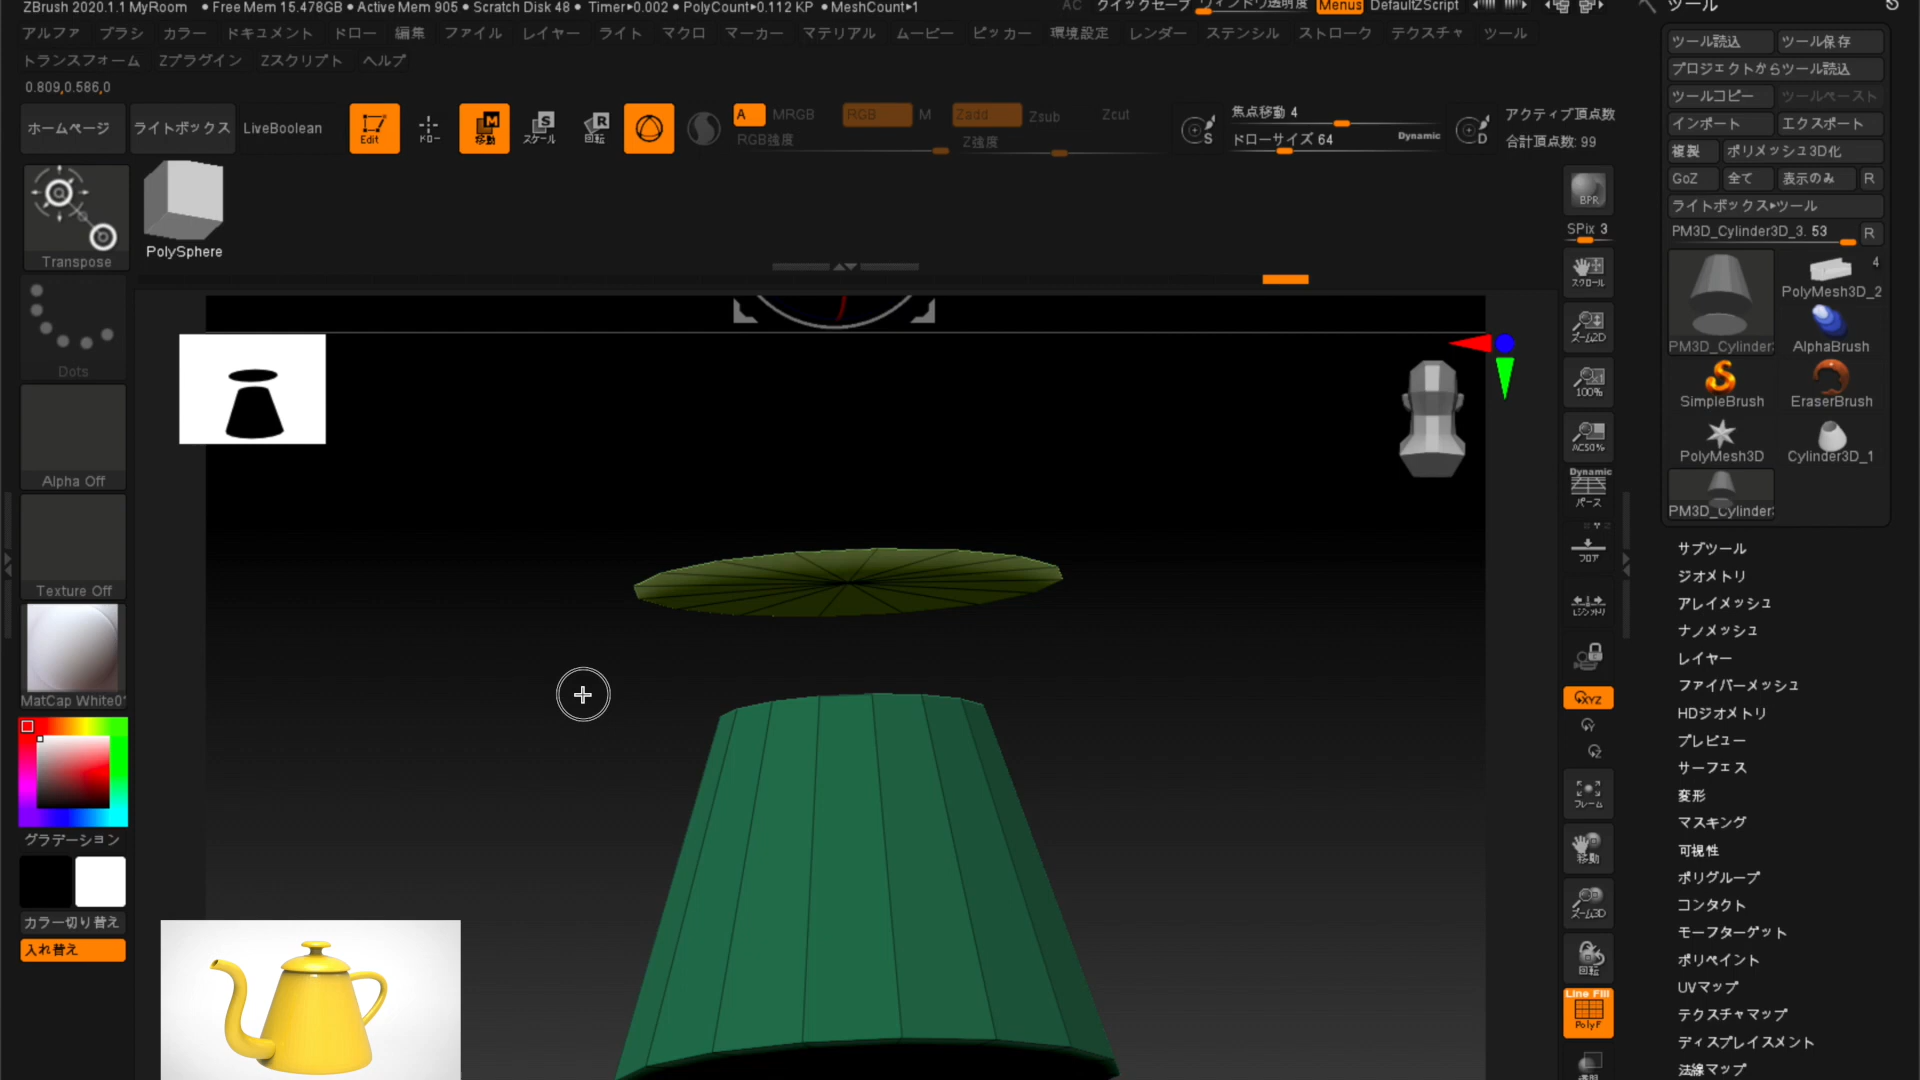 ZBrush 2020.1.1 MyRoom • Free Mem 15.478GB • Active Mem 905 • Scratch Disk 48 • Timer▸0.002 • PolyCount▸0.112 KP • MeshCount▸1
AC クイックセーブ ウィンドウ透明度 Menus DefaultZScript
アルファ ブラシ カラー ドキュメント ドロー 編集 ファイル レイヤー ライト マクロ マーカー マテリアル ムービー ピッカー 環境設定 レンダー ステンシル ストローク テクスチャ ツール
トランスフォーム Zプラグイン Zスクリプト ヘルプ
0.809,0.586,0
ホームページ ライトボックス LiveBoolean Edit ドロー M 移動 S スケール R 回転 A MRGB RGB M Zadd Zsub Zcut
RGB強度 Z強度
S 焦点移動 4
ドローサイズ 64 Dynamic D
アクティブ頂点数
合計頂点数: 99
Transpose
PolySphere
Dots
Alpha Off
Texture Off
MatCap White01
グラデーション
カラー切り替え
入れ替え
BPR
SPix 3
スクロール
ズーム2D
100%
AC50%
Dynamic
パース
フロア
XYZ
Y
Z
フレーム
移動
ズーム3D
回転
Line Fill
PolyF
ツール
ツール読込 ツール保存
プロジェクトからツール読込
ツールコピー ツールペースト
インポート エクスポート
複製 ポリメッシュ3D化
GoZ 全て 表示のみ R
ライトボックス▸ツール
PM3D_Cylinder3D_3. 53 R
4
PM3D_Cylinder3 PolyMesh3D_2
AlphaBrush
SimpleBrush EraserBrush
PolyMesh3D Cylinder3D_1
PM3D_Cylinder3
サブツール
ジオメトリ
アレイメッシュ
ナノメッシュ
レイヤー
ファイバーメッシュ
HDジオメトリ
プレビュー
サーフェス
変形
マスキング
可視性
ポリグループ
コンタクト
モーフターゲット
ポリペイント
UVマップ
テクスチャマップ
ディスプレイスメント
法線マップ